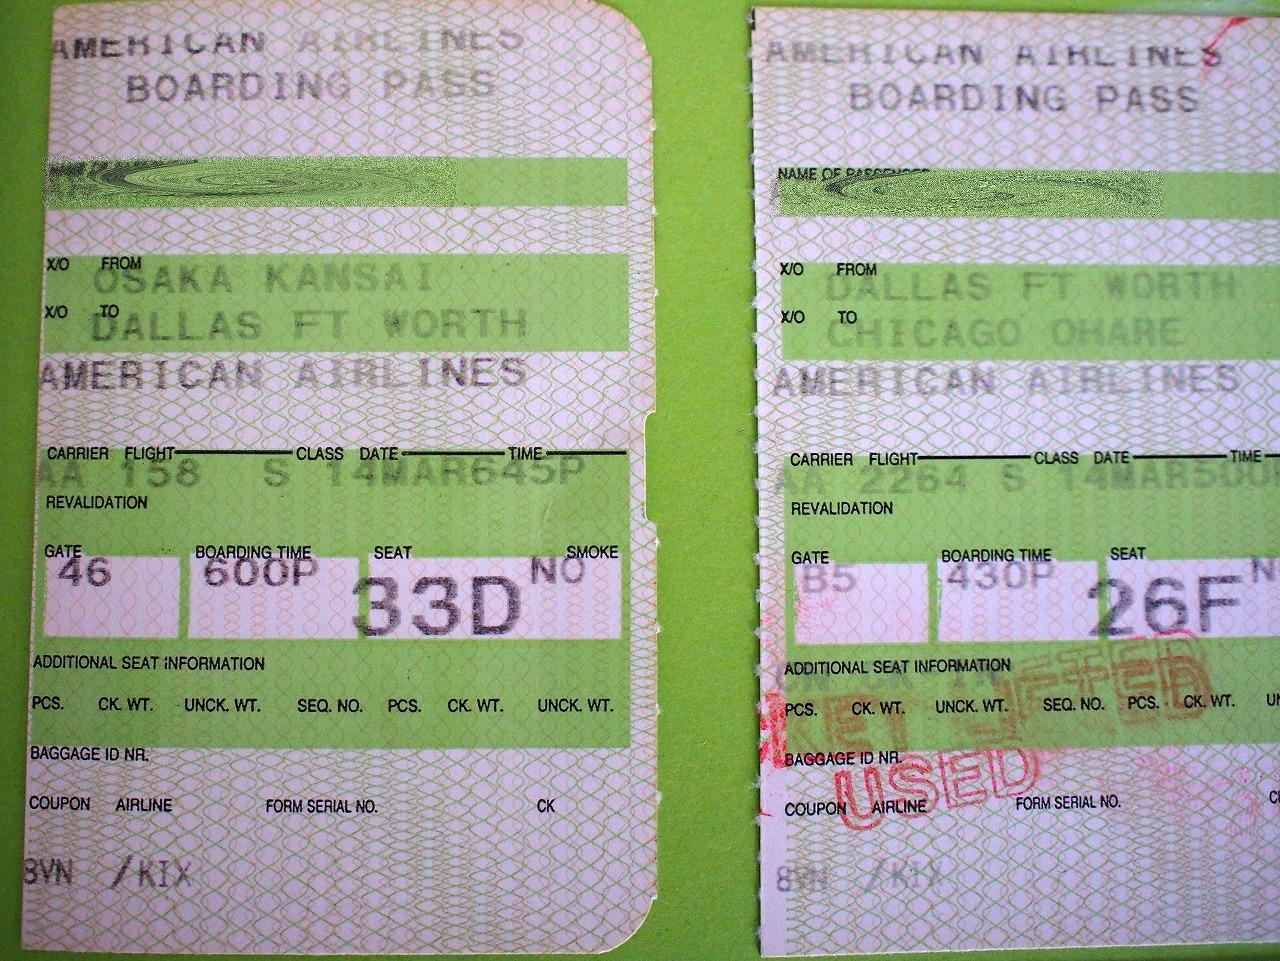 AMERICAN AIRLINES
BOARDING PASS
X/O FROM
OSAKA KANSAI
X/O TO
DALLAS FT WORTH
AMERICAN AIRLINES
CARRIER FLIGHT CLASS DATE TIME
AA 158 S 14MAR645P
REVALIDATION
GATE BOARDING TIME SEAT SMOKE
46 600P 33D NO
ADDITIONAL SEAT INFORMATION
PCS. CK. WT. UNCK. WT. SEQ. NO. PCS. CK. WT. UNCK. WT.
BAGGAGE ID NR.
COUPON AIRLINE FORM SERIAL NO. CK
8VN /KIX
AMERICAN AIRLINES
BOARDING PASS
NAME OF PASSENGER
X/O FROM
DALLAS FT WORTH
X/O TO
CHICAGO OHARE
AMERICAN AIRLINES
CARRIER FLIGHT CLASS DATE TIME
AA 2264 S 14MAR500P
REVALIDATION
GATE BOARDING TIME SEAT
B5 430P 26F N
ADDITIONAL SEAT INFORMATION
PCS. CK. WT. UNCK. WT. SEQ. NO. PCS. CK. WT. UN
BAGGAGE ID NR.
USED
COUPON AIRLINE FORM SERIAL NO. C
8VN /KIX